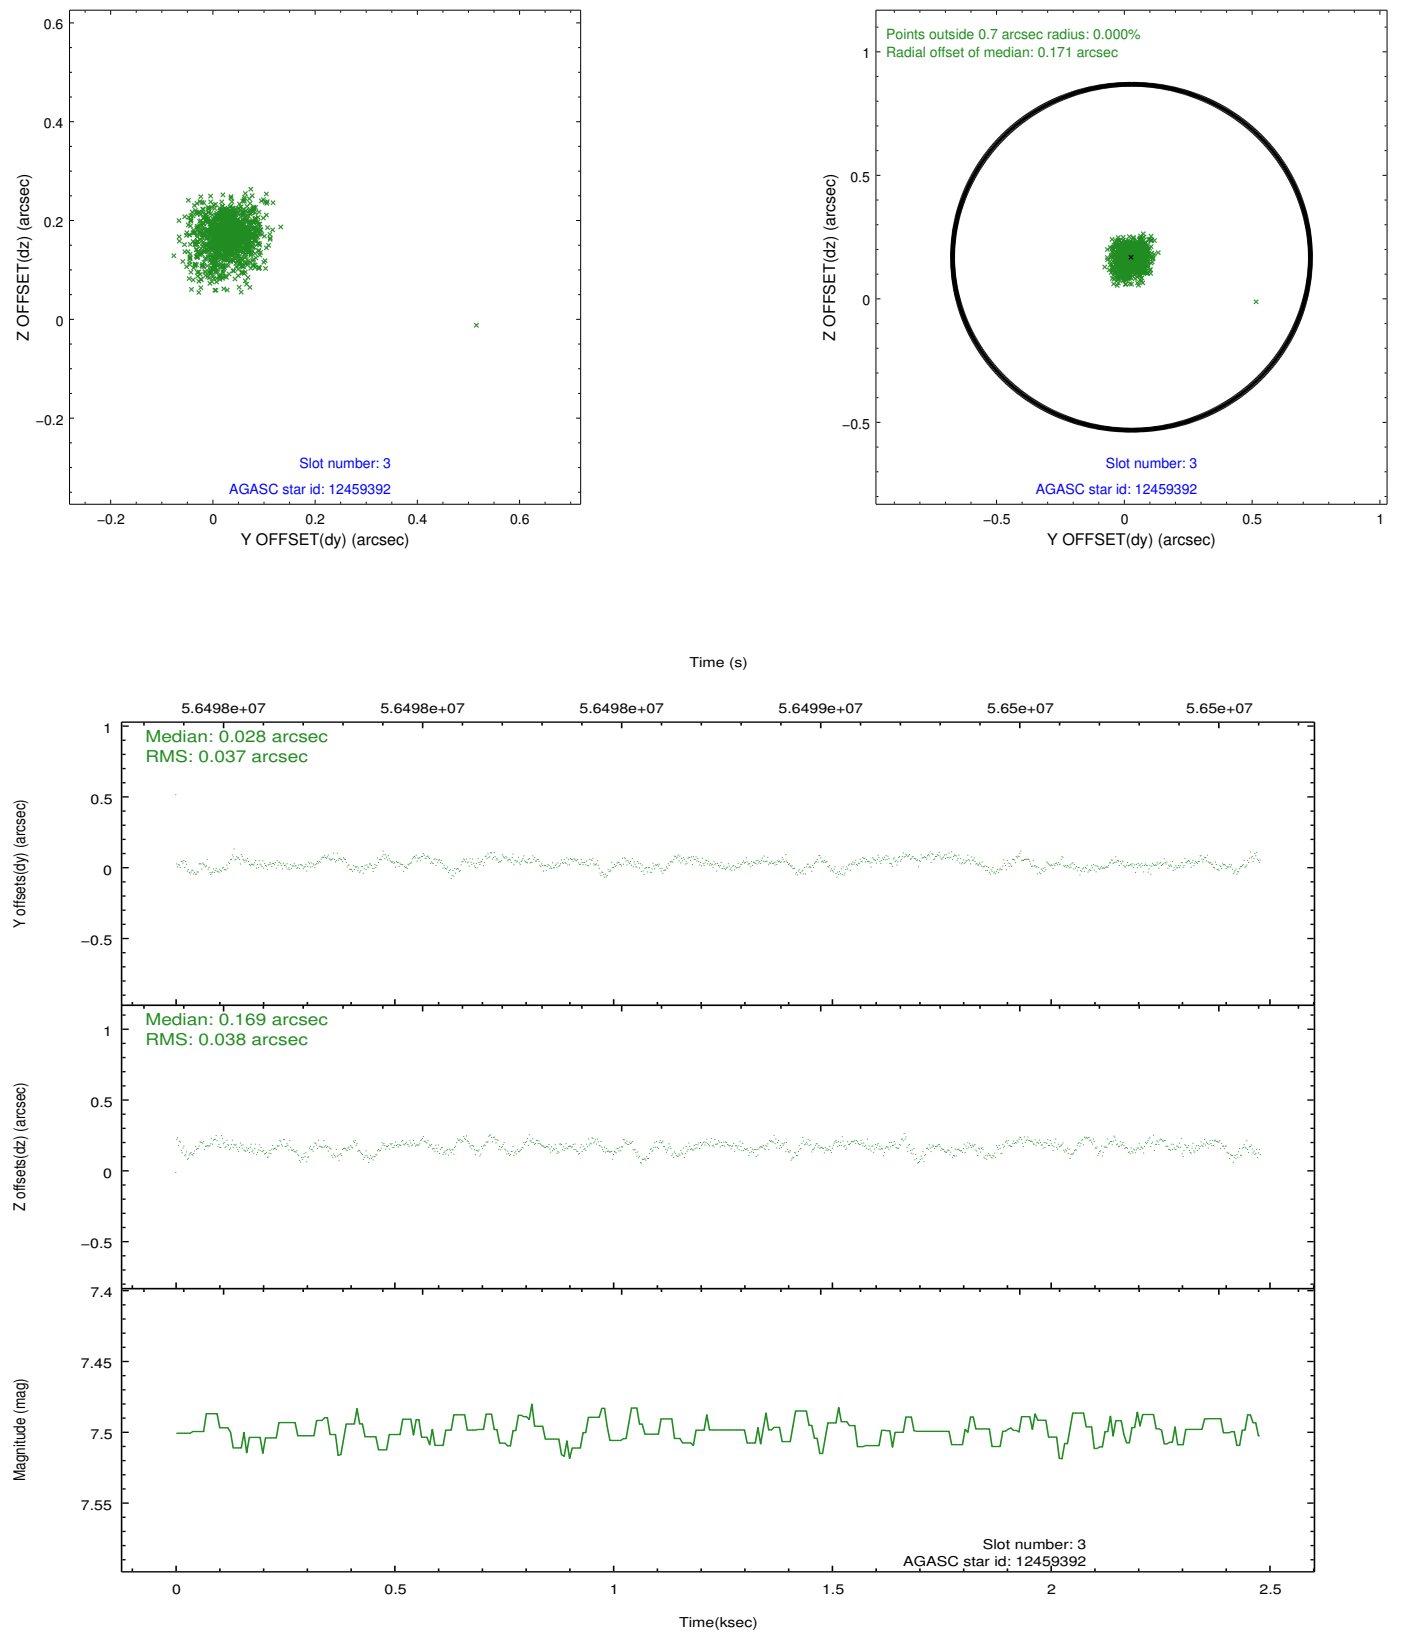 0.6
0.4
0.2
0
−0.2
Z OFFSET(dz) (arcsec)
Slot number: 3
AGASC star id: 12459392
−0.2 0 0.2 0.4 0.6
Y OFFSET(dy) (arcsec)
Points outside 0.7 arcsec radius: 0.000%
Radial offset of median: 0.171 arcsec
1
0.5
0
−0.5
Z OFFSET(dz) (arcsec)
Slot number: 3
AGASC star id: 12459392
−0.5 0 0.5 1
Y OFFSET(dy) (arcsec)
Time (s)
5.6498e+07 5.6498e+07 5.6498e+07 5.6499e+07 5.65e+07 5.65e+07
Median: 0.028 arcsec
RMS: 0.037 arcsec
1
0.5
0
−0.5
Y offsets(dy) (arcsec)
Median: 0.169 arcsec
RMS: 0.038 arcsec
1
0.5
0
−0.5
Z offsets(dz) (arcsec)
7.4
7.45
7.5
7.55
Magnitude (mag)
Slot number: 3
AGASC star id: 12459392
0 0.5 1 1.5 2 2.5
Time(ksec)